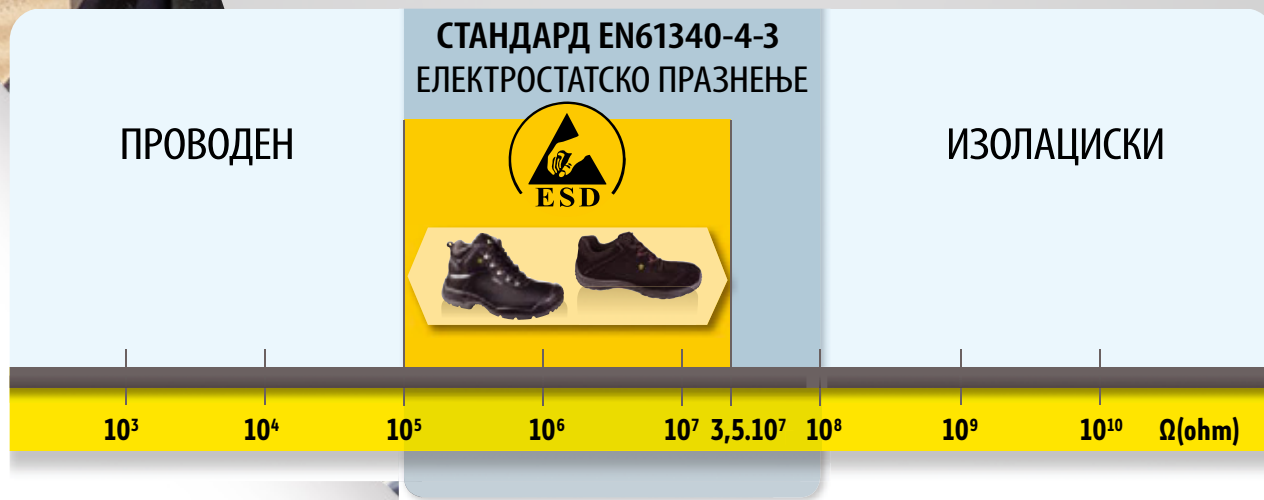 СТАНДАРД EN61340-4-3
ЕЛЕКТРОСТАТСКО ПРАЗНЕЊЕ
ПРОВОДЕН
ИЗОЛАЦИСКИ
ESD
10³ 10⁴ 10⁵ 10⁶ 10⁷ 3,5.10⁷ 10⁸ 10⁹ 10¹⁰ Ω(ohm)